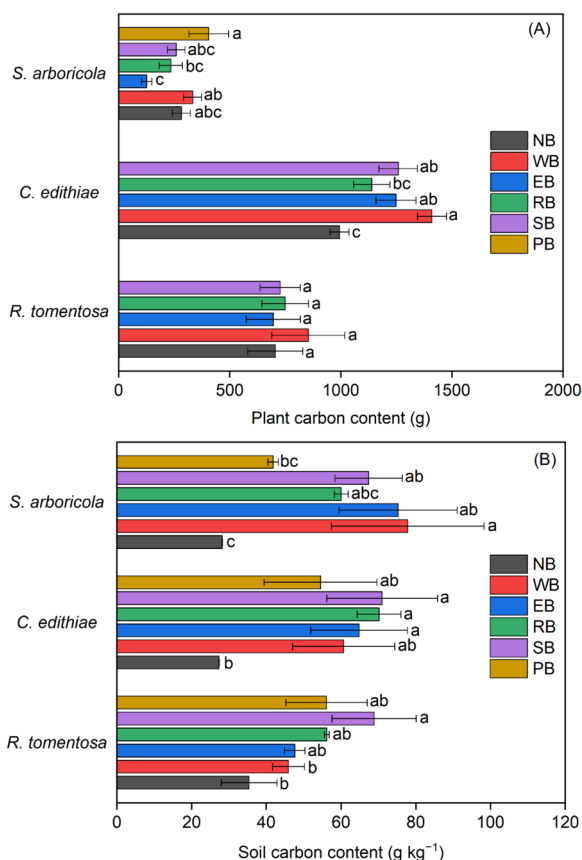 (A)
a
abc
S. arboricola
bc
c
ab
abc
NB
WB
EB
RB
SB
PB
ab
bc
C. edithiae
ab
a
c
a
a
R. tomentosa
a
a
a
0 500 1000 1500 2000
Plant carbon content (g)
(B)
bc
ab
S. arboricola
abc
ab
a
c
NB
WB
EB
RB
SB
PB
ab
a
C. edithiae
a
a
ab
b
ab
a
R. tomentosa
ab
ab
b
b
0 20 40 60 80 100 120
Soil carbon content (g kg⁻¹)